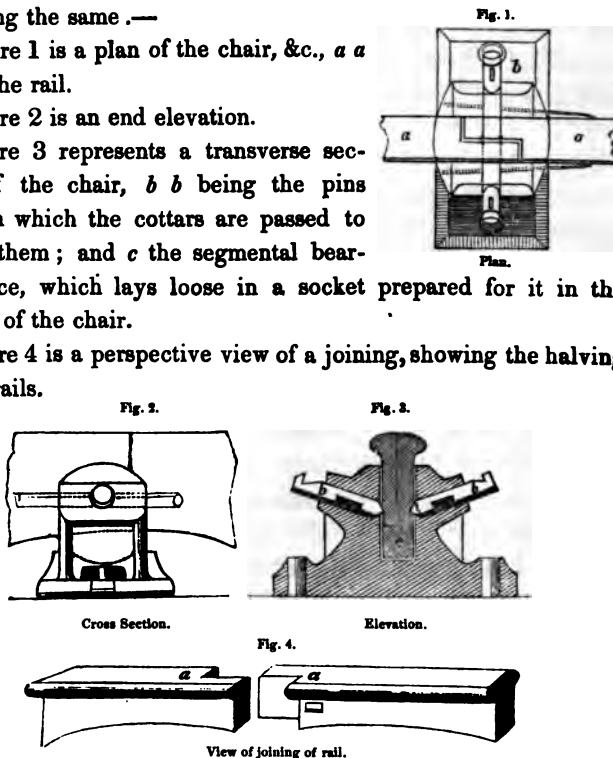 ng the same .—
re 1 is a plan of the chair, &c., a a
he rail.
re 2 is an end elevation.
re 3 represents a transverse sec-
f the chair, b b being the pins
which the cottars are passed to
them ; and c the segmental bear-
ce, which lays loose in a socket prepared for it in th
of the chair.
re 4 is a perspective view of a joining, showing the halving
rails.
Fig. 1.
b
a
a
Plan.
Fig. 2.
Cross Section.
Fig. 3.
b
b
c
Elevation.
Fig. 4.
a
a
View of joining of rail.